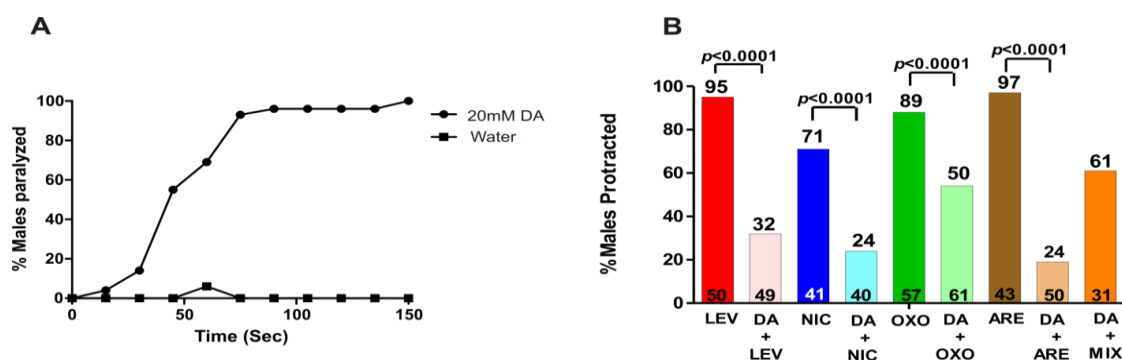 A
% Males paralyzed
100
80
60
40
20
0
0
50
100
150
Time (Sec)
20mM DA
Water
B
%Males Protracted
100
80
60
40
20
0
p<0.0001
p<0.0001
p<0.0001
p<0.0001
95
32
71
24
89
50
97
24
61
50
49
41
40
57
61
43
50
31
LEV
DA
+
LEV
NIC
DA
+
NIC
OXO
DA
+
OXO
ARE
DA
+
ARE
DA
+
MIX